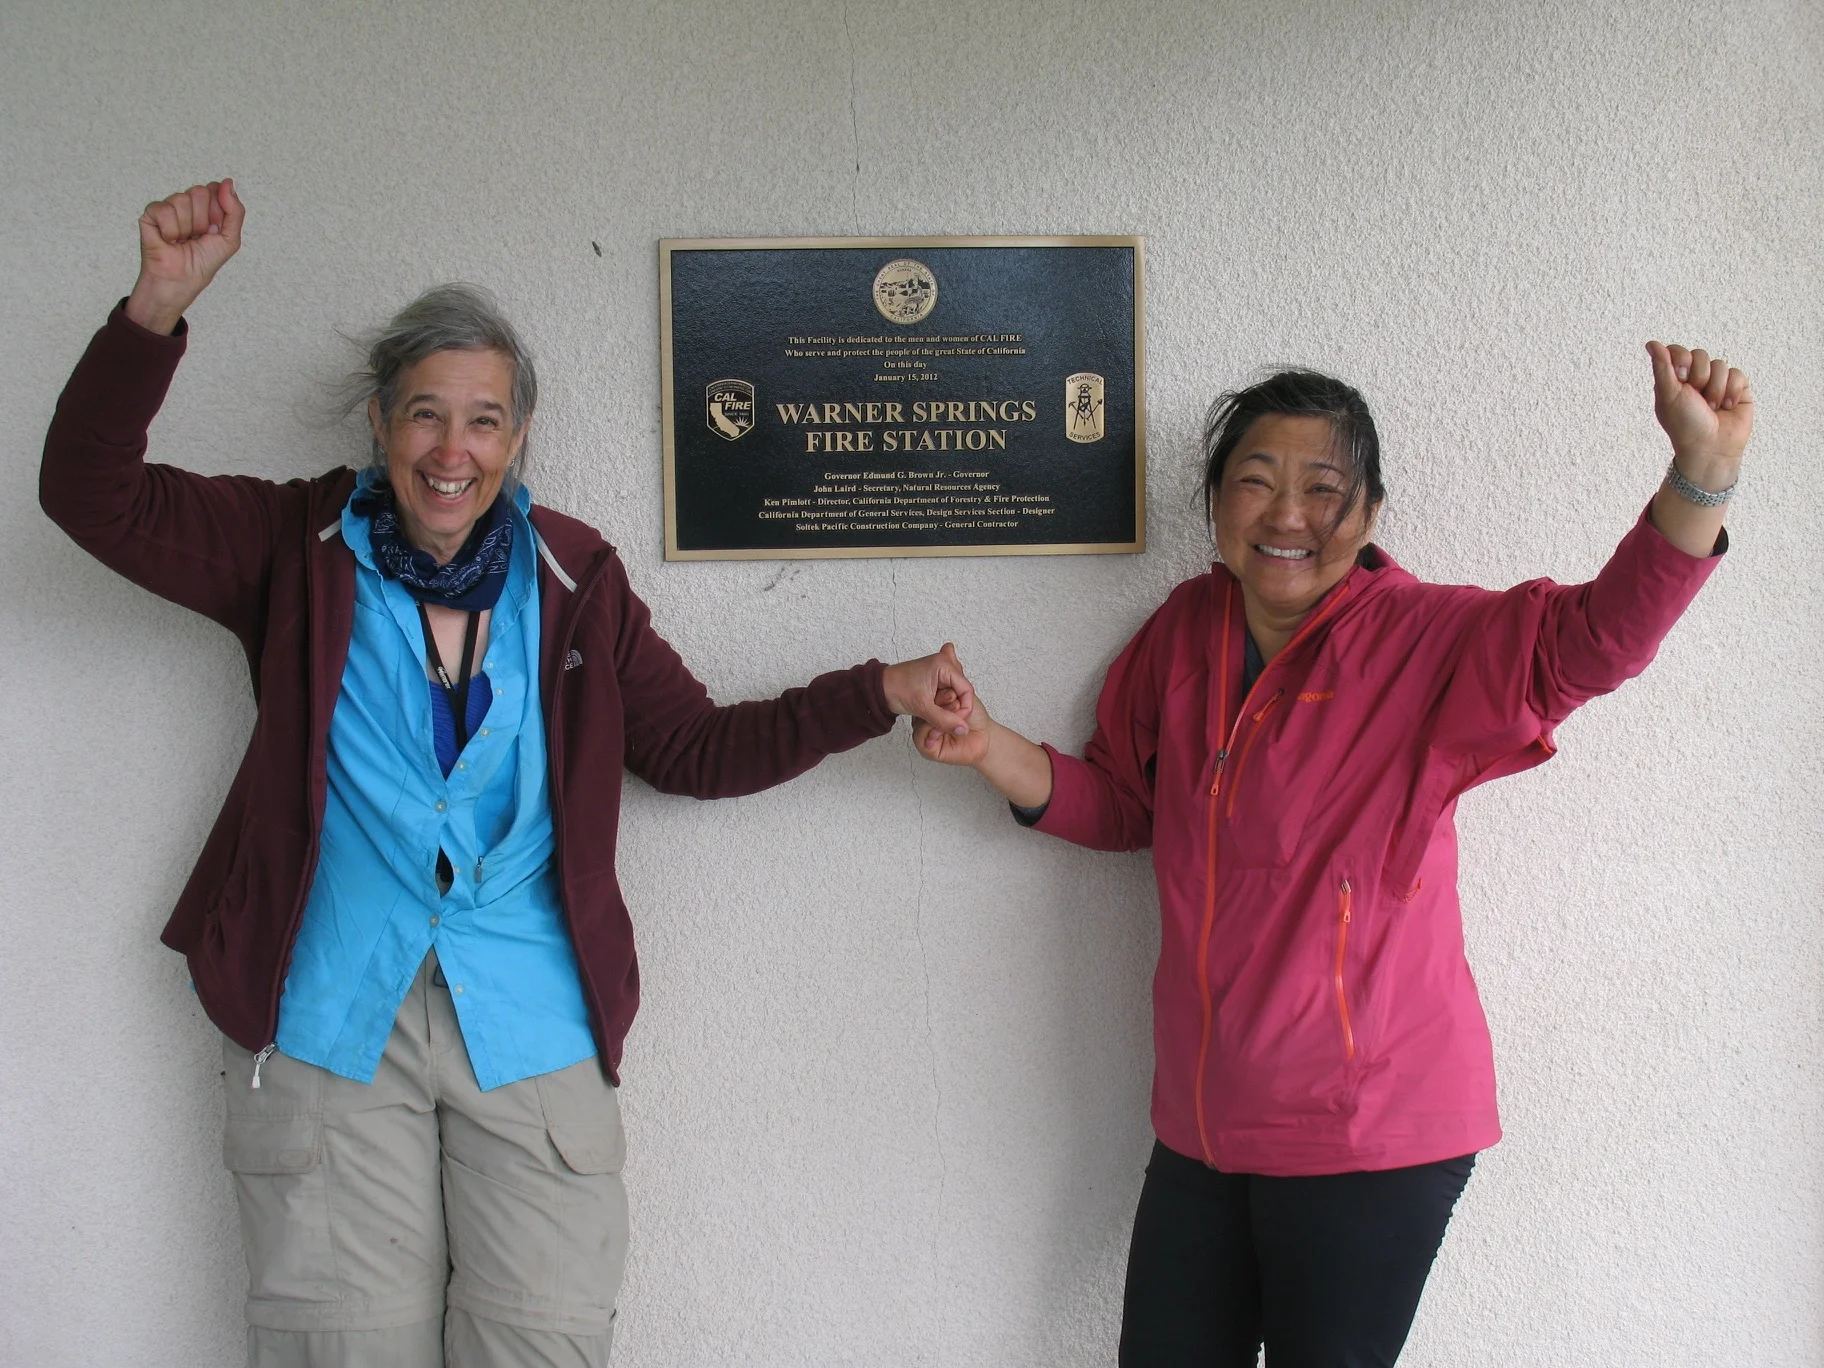 This Facility is dedicated to the men and women of CAL FIRE
Who serve and protect the people of the great State of California
On this day
January 15, 2012
CAL
FIRE
SINCE 1885
TECHNICAL
SERVICES
WARNER SPRINGS
FIRE STATION
Governor Edmund G. Brown Jr. - Governor
John Laird - Secretary, Natural Resources Agency
Ken Pimlott - Director, California Department of Forestry & Fire Protection
California Department of General Services, Design Services Section - Designer
Soltek Pacific Construction Company - General Contractor